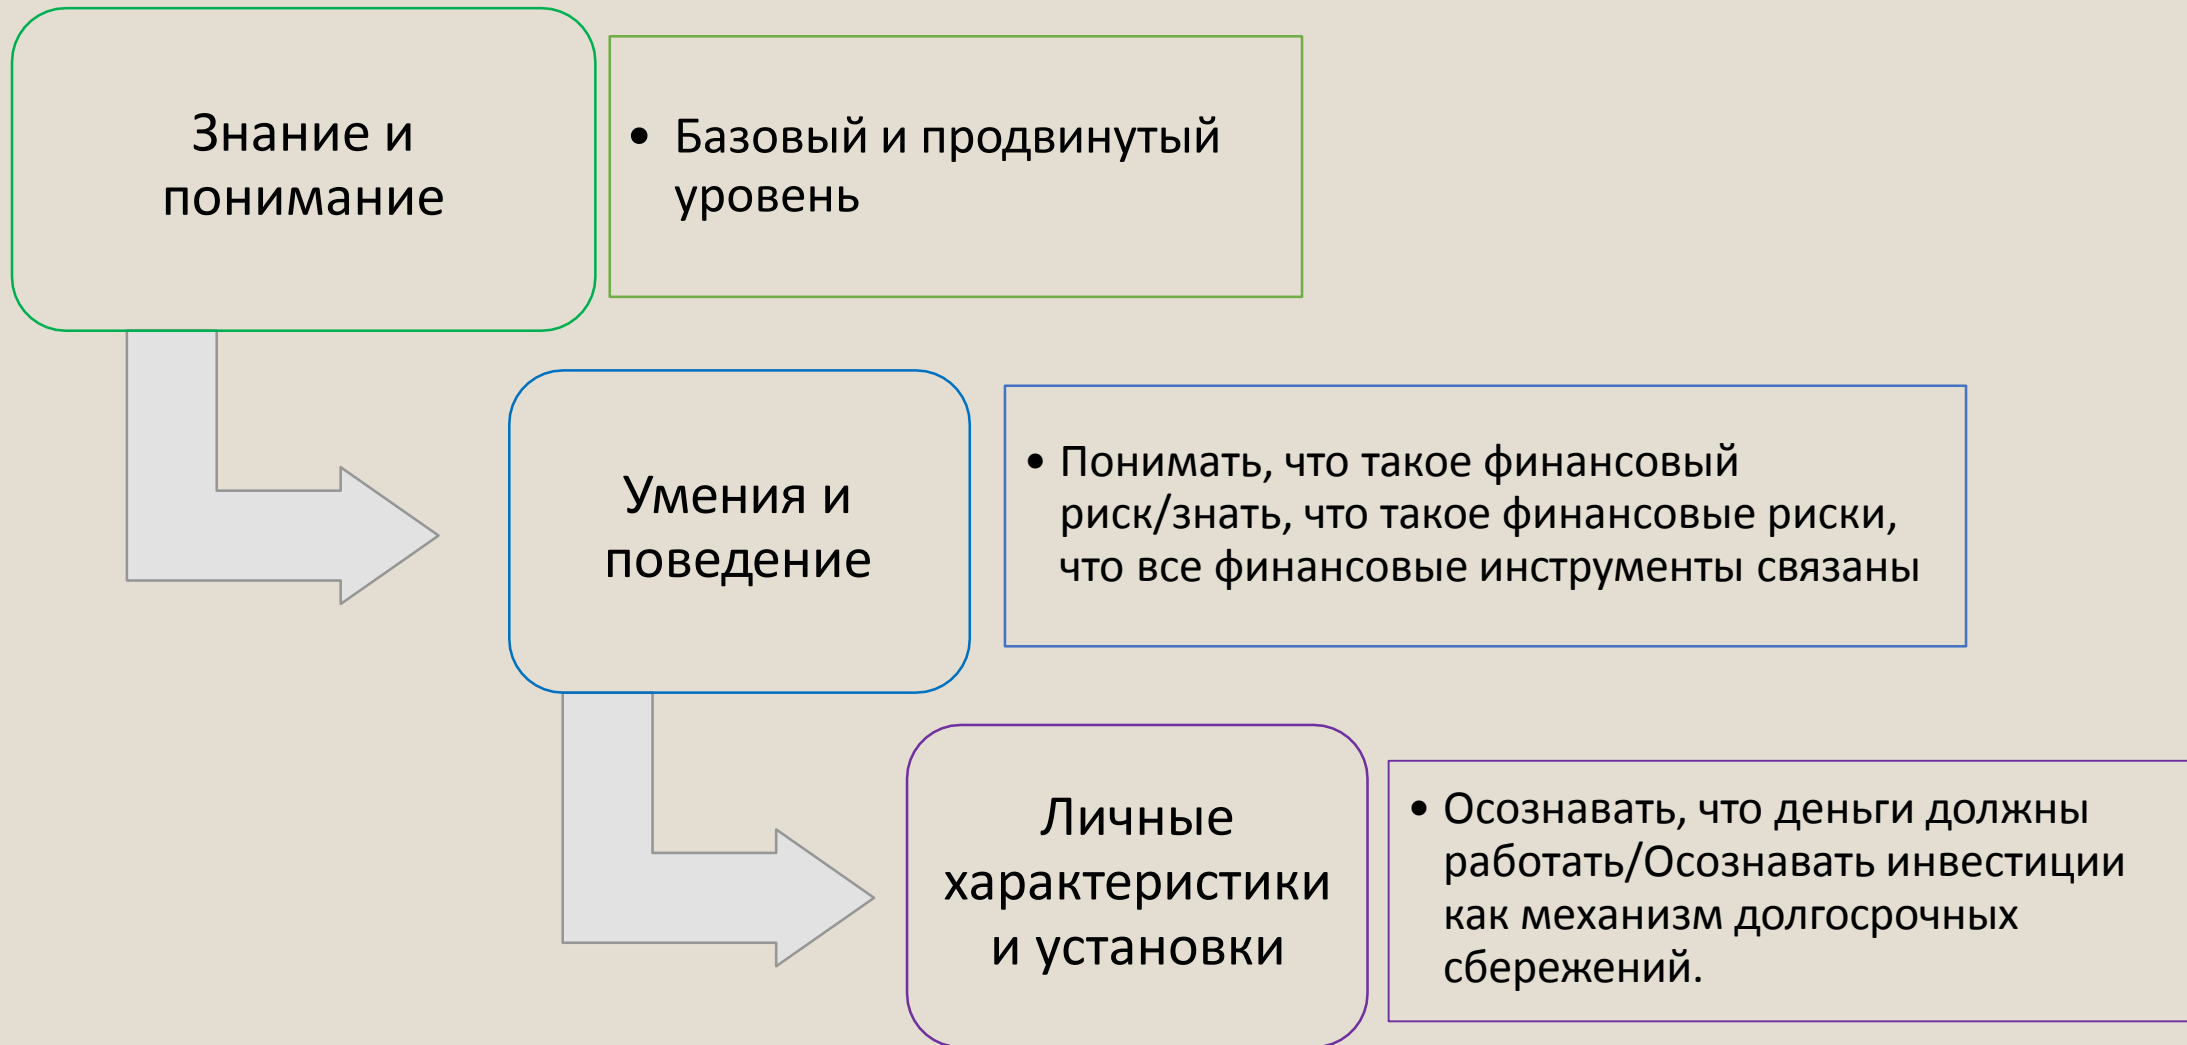 Знание и
понимание
• Базовый и продвинутый
уровень
Умения и
поведение
• Понимать, что такое финансовый
риск/знать, что такое финансовые риски,
что все финансовые инструменты связаны
Личные
характеристики
и установки
• Осознавать, что деньги должны
работать/Осознавать инвестиции
как механизм долгосрочных
сбережений.